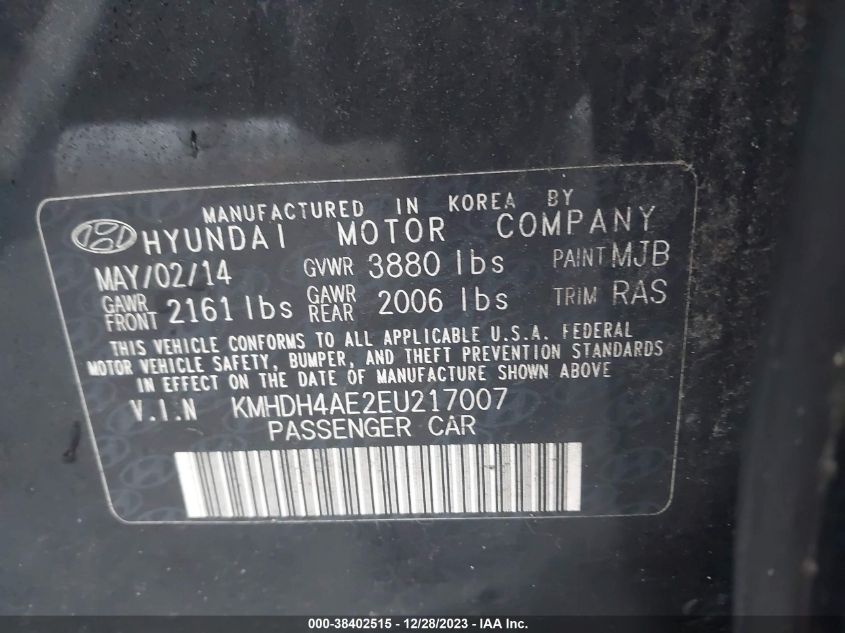 MANUFACTURED IN KOREA BY
HYUNDAI MOTOR COMPANY
MAY/02/14 GVWR 3880 lbs PAINT MJB
GAWR FRONT 2161 lbs GAWR REAR 2006 lbs TRIM RAS
THIS VEHICLE CONFORMS TO ALL APPLICABLE U.S.A. FEDERAL
MOTOR VEHICLE SAFETY, BUMPER, AND THEFT PREVENTION STANDARDS
IN EFFECT ON THE DATE OF MANUFACTURE SHOWN ABOVE
V.I.N KMHDH4AE2EU217007
PASSENGER CAR
000-38402515 - 12/28/2023 - IAAI.COM